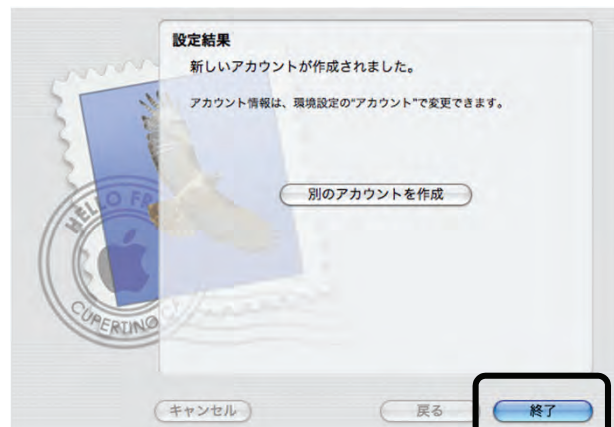 設定結果
新しいアカウントが作成されました。
アカウント情報は、環境設定の"アカウント"で変更できます。
別のアカウントを作成
HELLO FR
CUPERTINO
キャンセル
戻る
終了